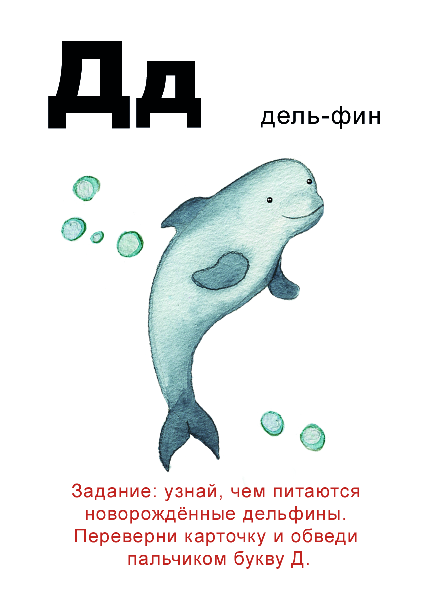 Дд
дель-фин
Задание: узнай, чем питаются
новорождённые дельфины.
Переверни карточку и обведи
пальчиком букву Д.